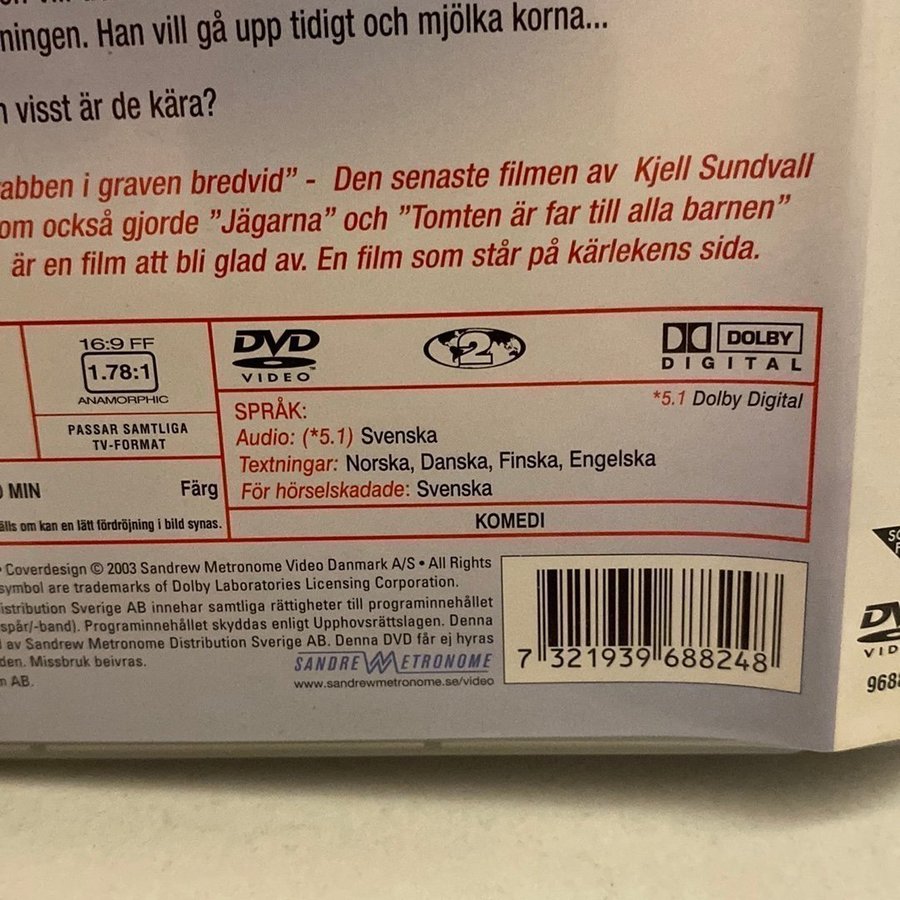 ningen. Han vill gå upp tidigt och mjölka korna...
visst är de kära?
abben i graven bredvid" - Den senaste filmen av Kjell Sundvall
om också gjorde "Jägarna" och "Tomten är far till alla barnen"
är en film att bli glad av. En film som står på kärlekens sida.
16:9 FF
1.78:1
ANAMORPHIC
PASSAR SAMTLIGA
TV-FORMAT
MIN Färg
älls om kan en lätt fördröjning i bild synas.
DVD
VIDEO™
2
DOLBY
DIGITAL
*5.1 Dolby Digital
SPRÅK:
Audio: (*5.1) Svenska
Textningar: Norska, Danska, Finska, Engelska
För hörselskadade: Svenska
KOMEDI
• Coverdesign © 2003 Sandrew Metronome Video Danmark A/S • All Rights
symbol are trademarks of Dolby Laboratories Licensing Corporation.
istribution Sverige AB innehar samtliga rättigheter till programinnehållet
spår/-band). Programinnehållet skyddas enligt Upphovsrättslagen. Denna
av Sandrew Metronome Distribution Sverige AB. Denna DVD får ej hyras
den. Missbruk beivras.
AB.
SANDREW METRONOME
www.sandrewmetronome.se/video
7 321939 688248
DV
VID
968